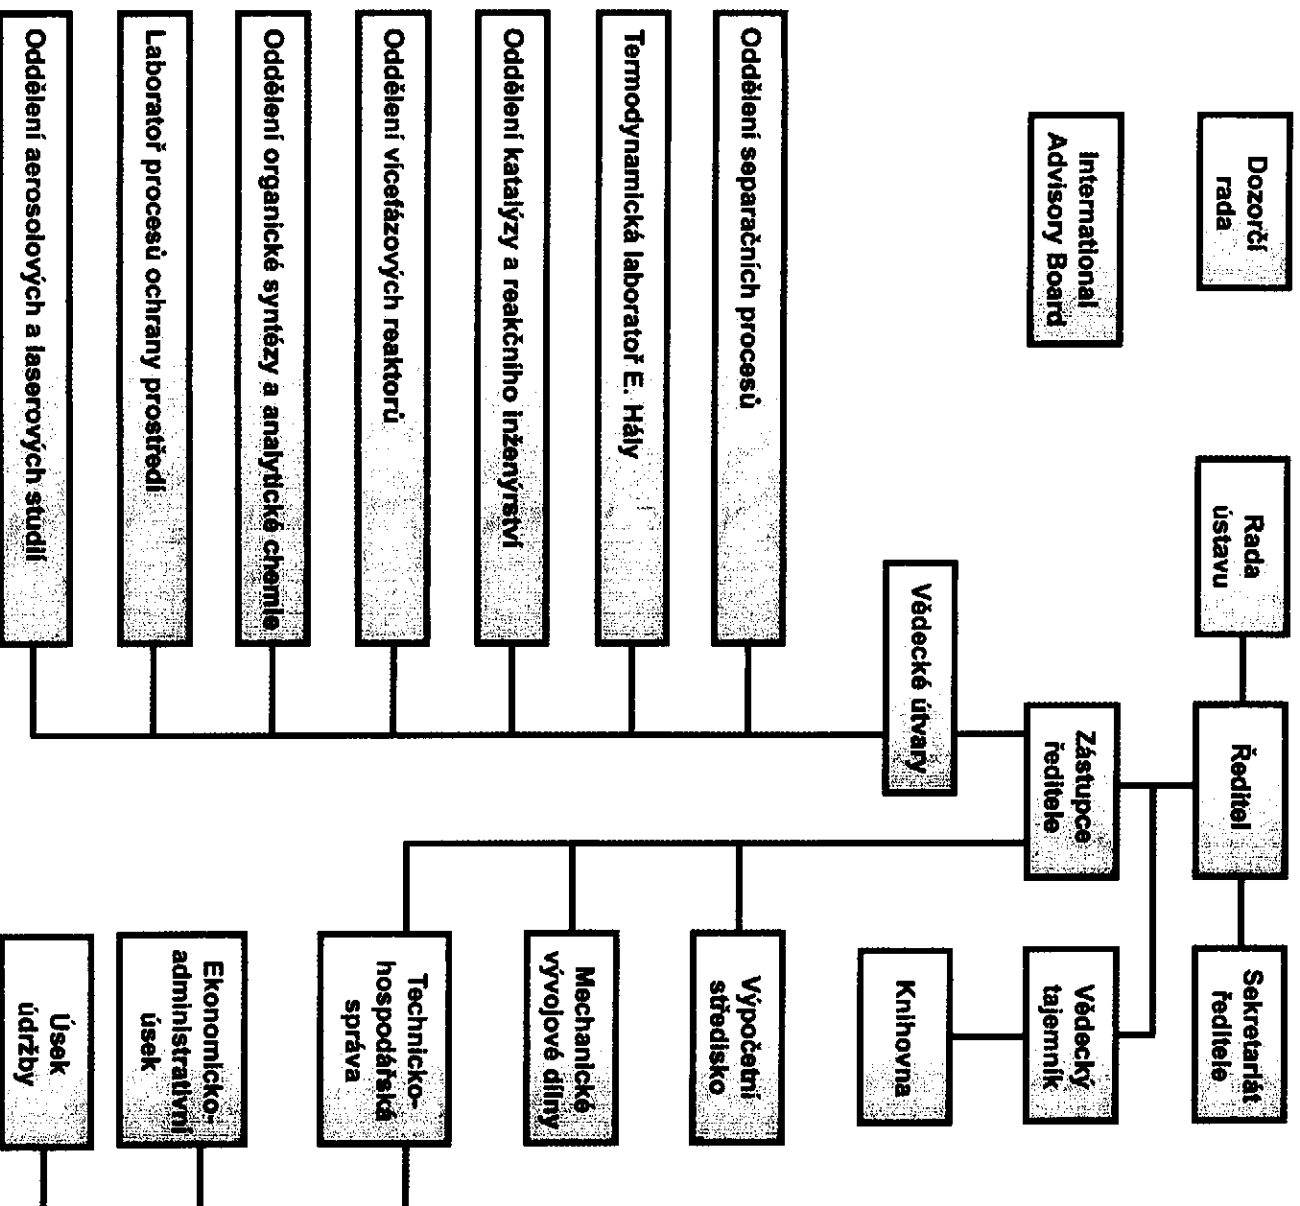 Dozorčí
rada
Rada
ústavu
Ředitel
Sekretariát
ředitele
International
Advisory Board
Zástupce
ředitele
Vědecký
tajemník
Vědecké útvary
Knihovna
Oddělení separačních procesů
Výpočetní
středisko
Termodynamická laboratoř E. Hály
Mechanické
vývojové dílny
Oddělení katalýzy a reakčního inženýrství
Oddělení vícefázových reaktorů
Technicko-
hospodářská
správa
Oddělení organické syntézy a analytické chemie
Laboratoř procesů ochrany prostředí
Ekonomicko-
administrativní
úsek
Oddělení aerosolových a laserových studií
Úsek
údržby